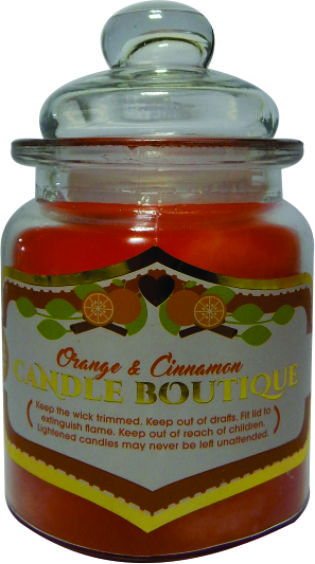 Orange & Cinnamon
CANDLE BOUTIQUE
( Keep the wick trimmed. Keep out of drafts. Fit lid to
extinguish flame. Keep out of reach of children. )
Lightened candles may never be left unattended.